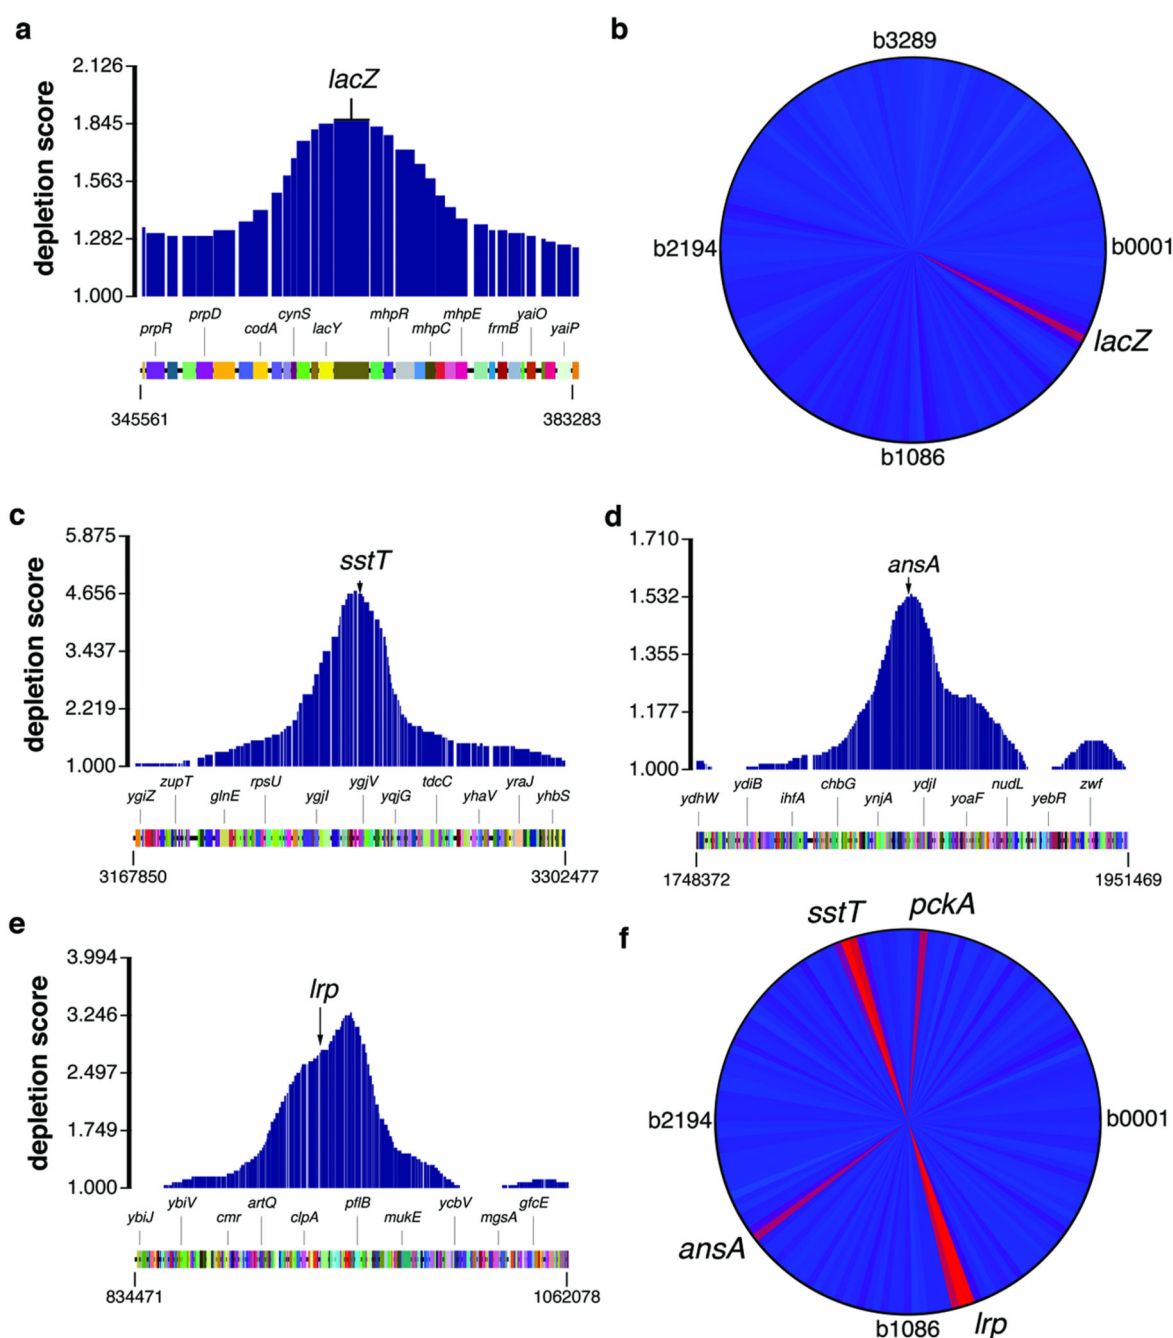 a
depletion score
2.126
1.845
1.563
1.282
1.000
lacZ
prpR prpD codA cynS lacY mhpR mhpC mhpE frmB yaiO yaiP
345561 383283
b
b3289
b2194
b0001
lacZ
b1086
c
depletion score
5.875
4.656
3.437
2.219
1.000
sstT
zupT rpsU ygjV tdcC yraJ
ygiZ glnE ygjI yqjG yhaV yhbS
3167850 3302477
d
1.710
1.532
1.355
1.177
1.000
ansA
ydiB chbG ydjI nudL zwf
ydhW ihfA ynjA yoaF yebR
1748372 1951469
e
depletion score
3.994
3.246
2.497
1.749
1.000
lrp
ybiV artQ pflB ycbV gfcE
ybiJ cmr clpA mukE mgsA
834471 1062078
f
sstT pckA
b2194
b0001
ansA
b1086 lrp